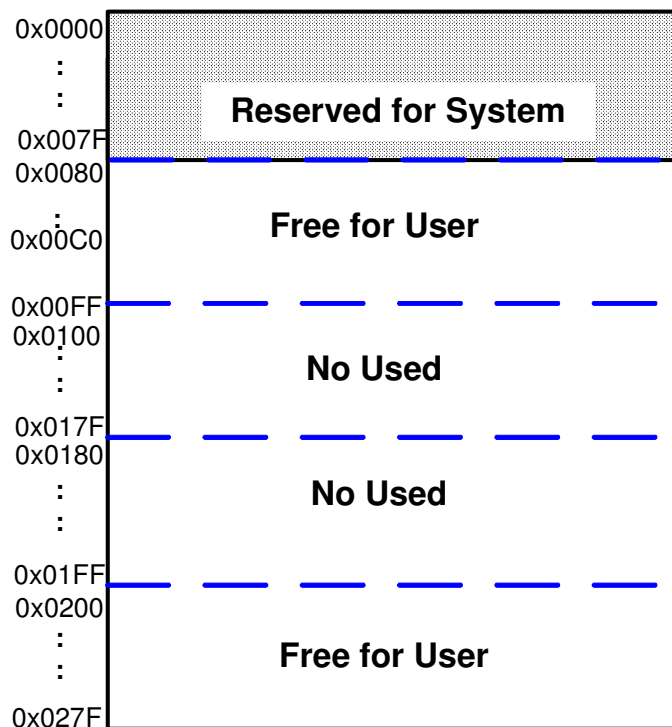 0x0000
:
:
Reserved for System
0x007F
0x0080
:
Free for User
0x00C0
0x00FF
0x0100
:
:
No Used
0x017F
0x0180
No Used
:
:
0x01FF
0x0200
:
Free for User
:
0x027F